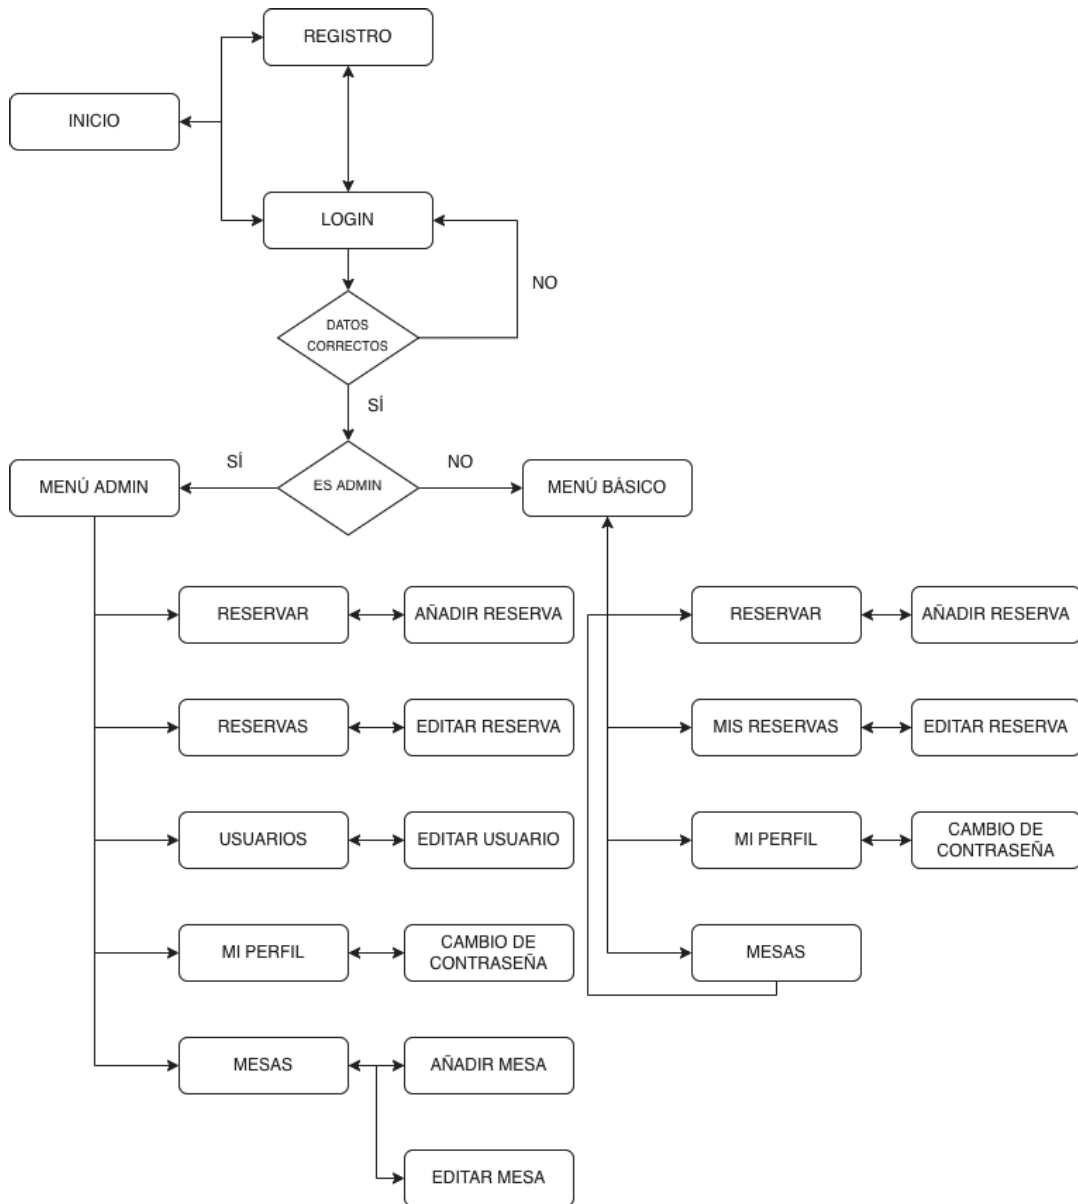 REGISTRO
INICIO
LOGIN
NO
DATOS
CORRECTOS
SÍ
SÍ
NO
MENÚ ADMIN
ES ADMIN
MENÚ BÁSICO
RESERVAR
AÑADIR RESERVA
RESERVAR
AÑADIR RESERVA
RESERVAS
EDITAR RESERVA
MIS RESERVAS
EDITAR RESERVA
USUARIOS
EDITAR USUARIO
MI PERFIL
CAMBIO DE
CONTRASEÑA
MI PERFIL
CAMBIO DE
CONTRASEÑA
MESAS
MESAS
AÑADIR MESA
EDITAR MESA